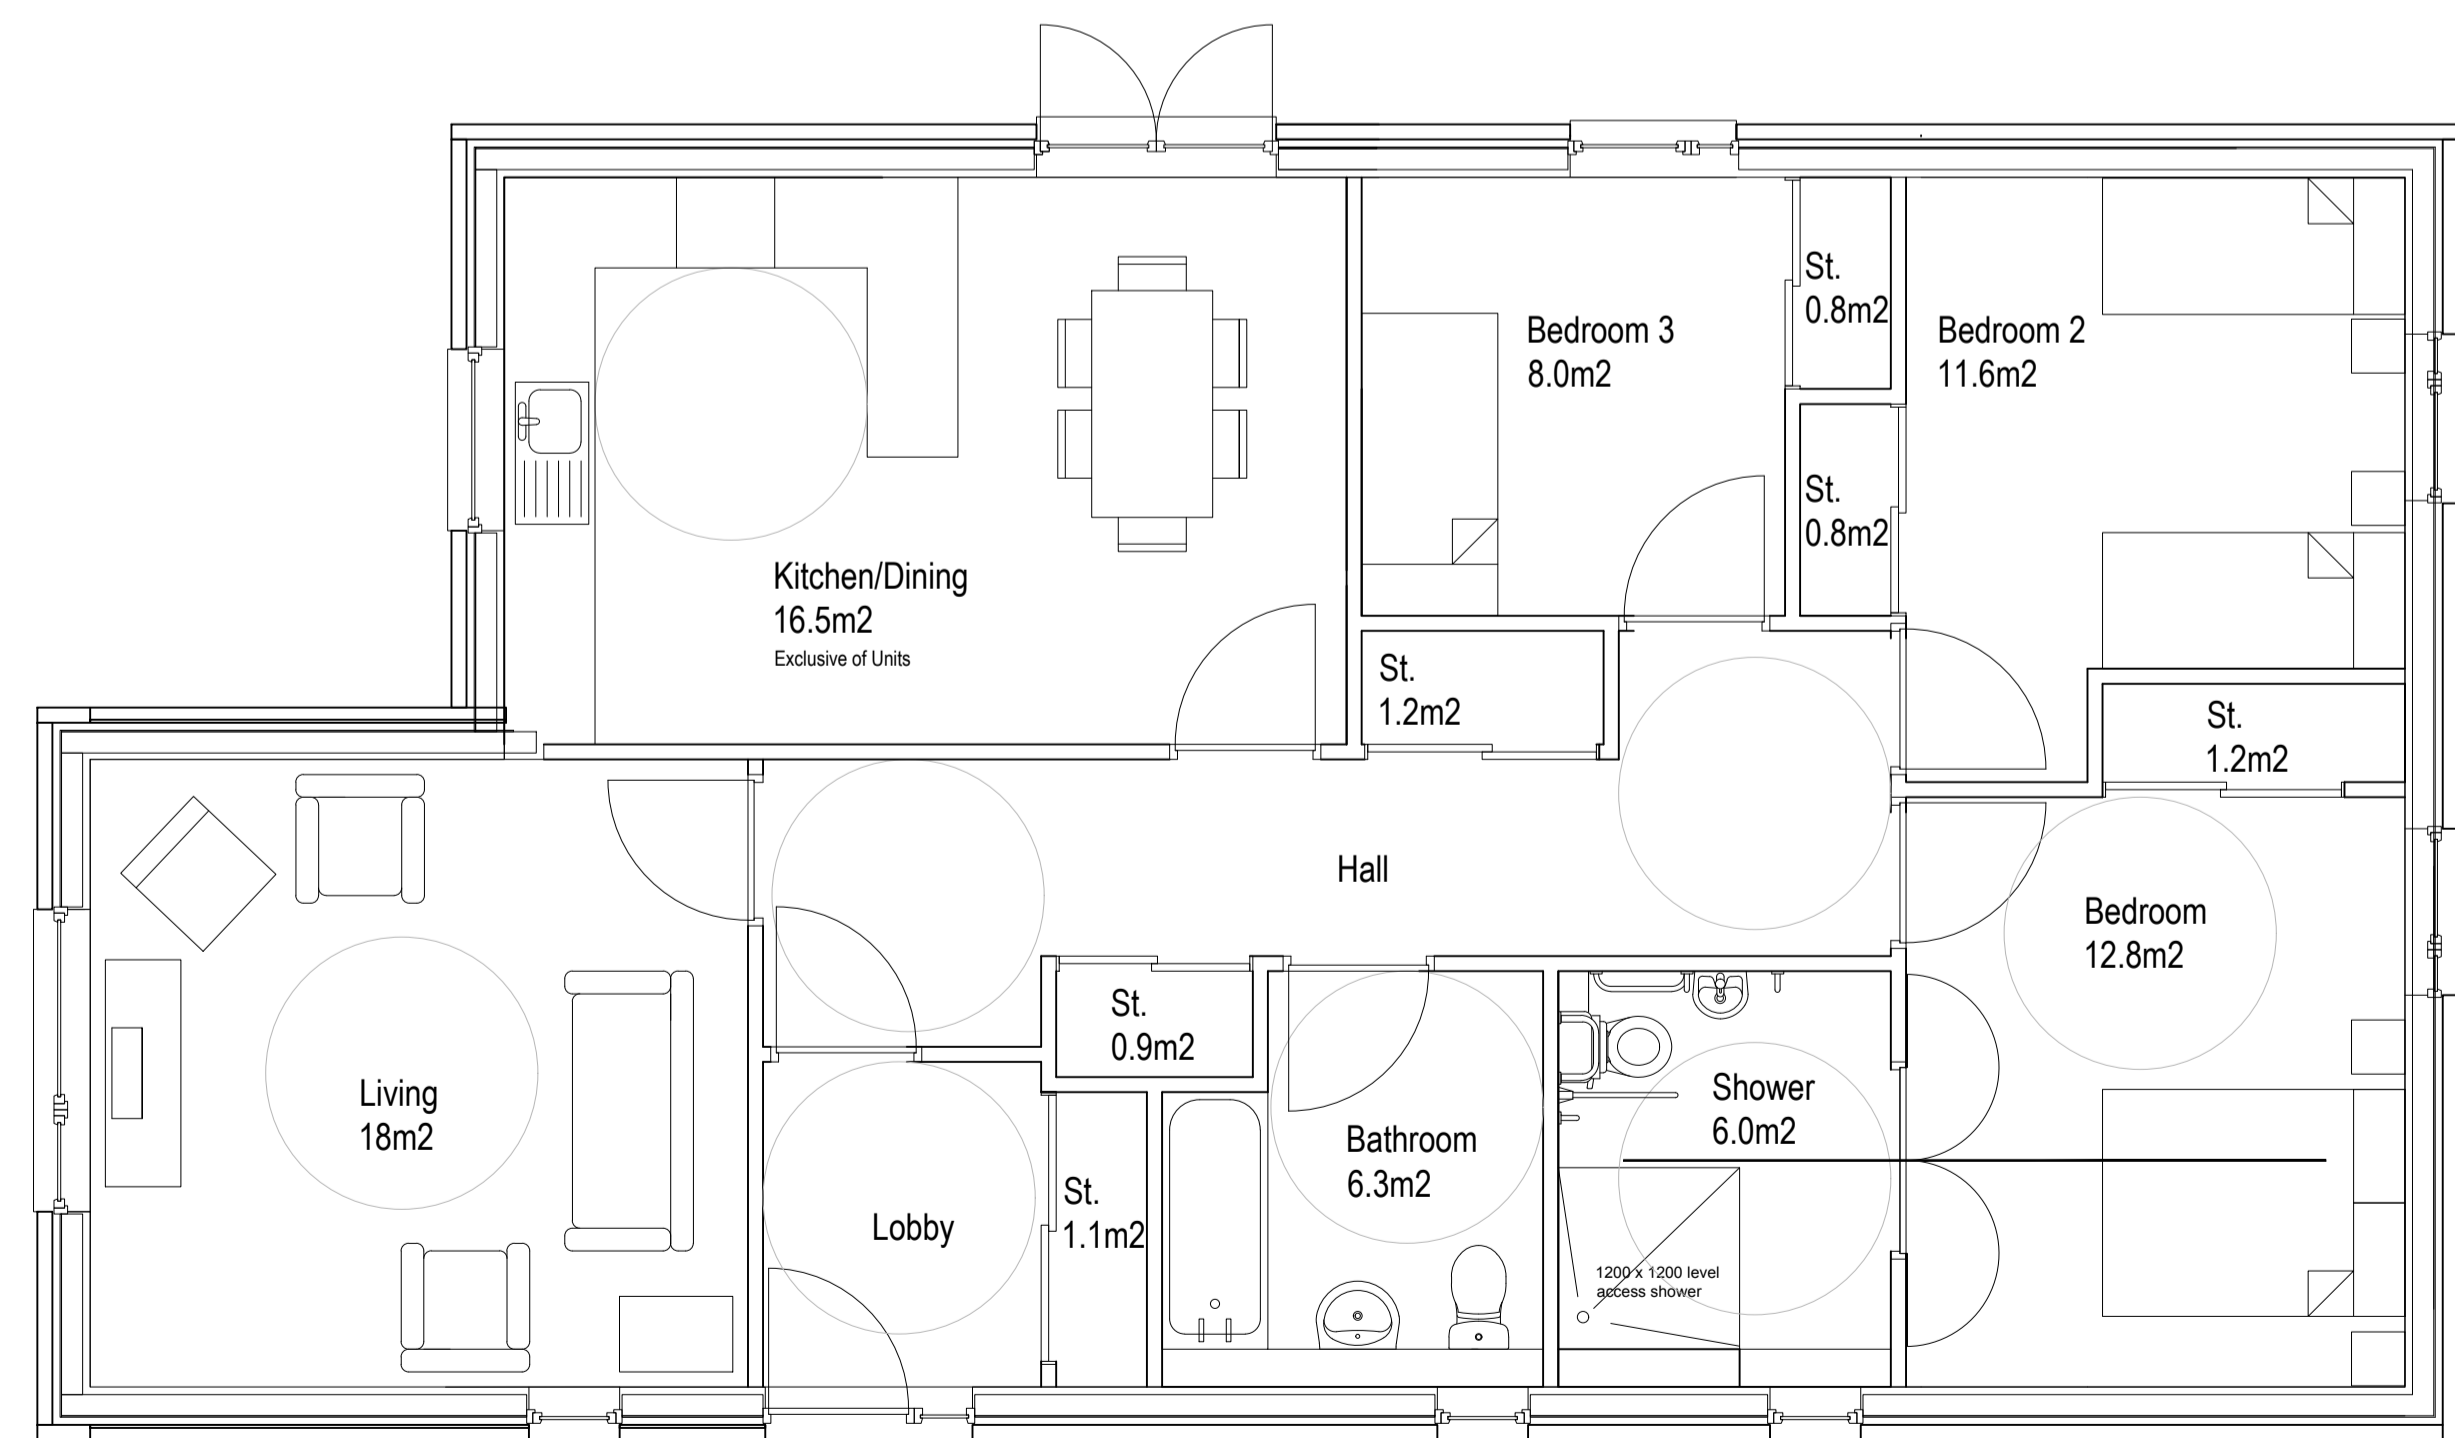 St.
0.8m2
Bedroom 3
8.0m2
Bedroom 2
11.6m2
St.
0.8m2
Kitchen/Dining
16.5m2
Exclusive of Units
St.
1.2m2
St.
1.2m2
Hall
Bedroom
12.8m2
St.
0.9m2
Living
18m2
Shower
6.0m2
Bathroom
6.3m2
St.
1.1m2
Lobby
1200 x 1200 level
access shower